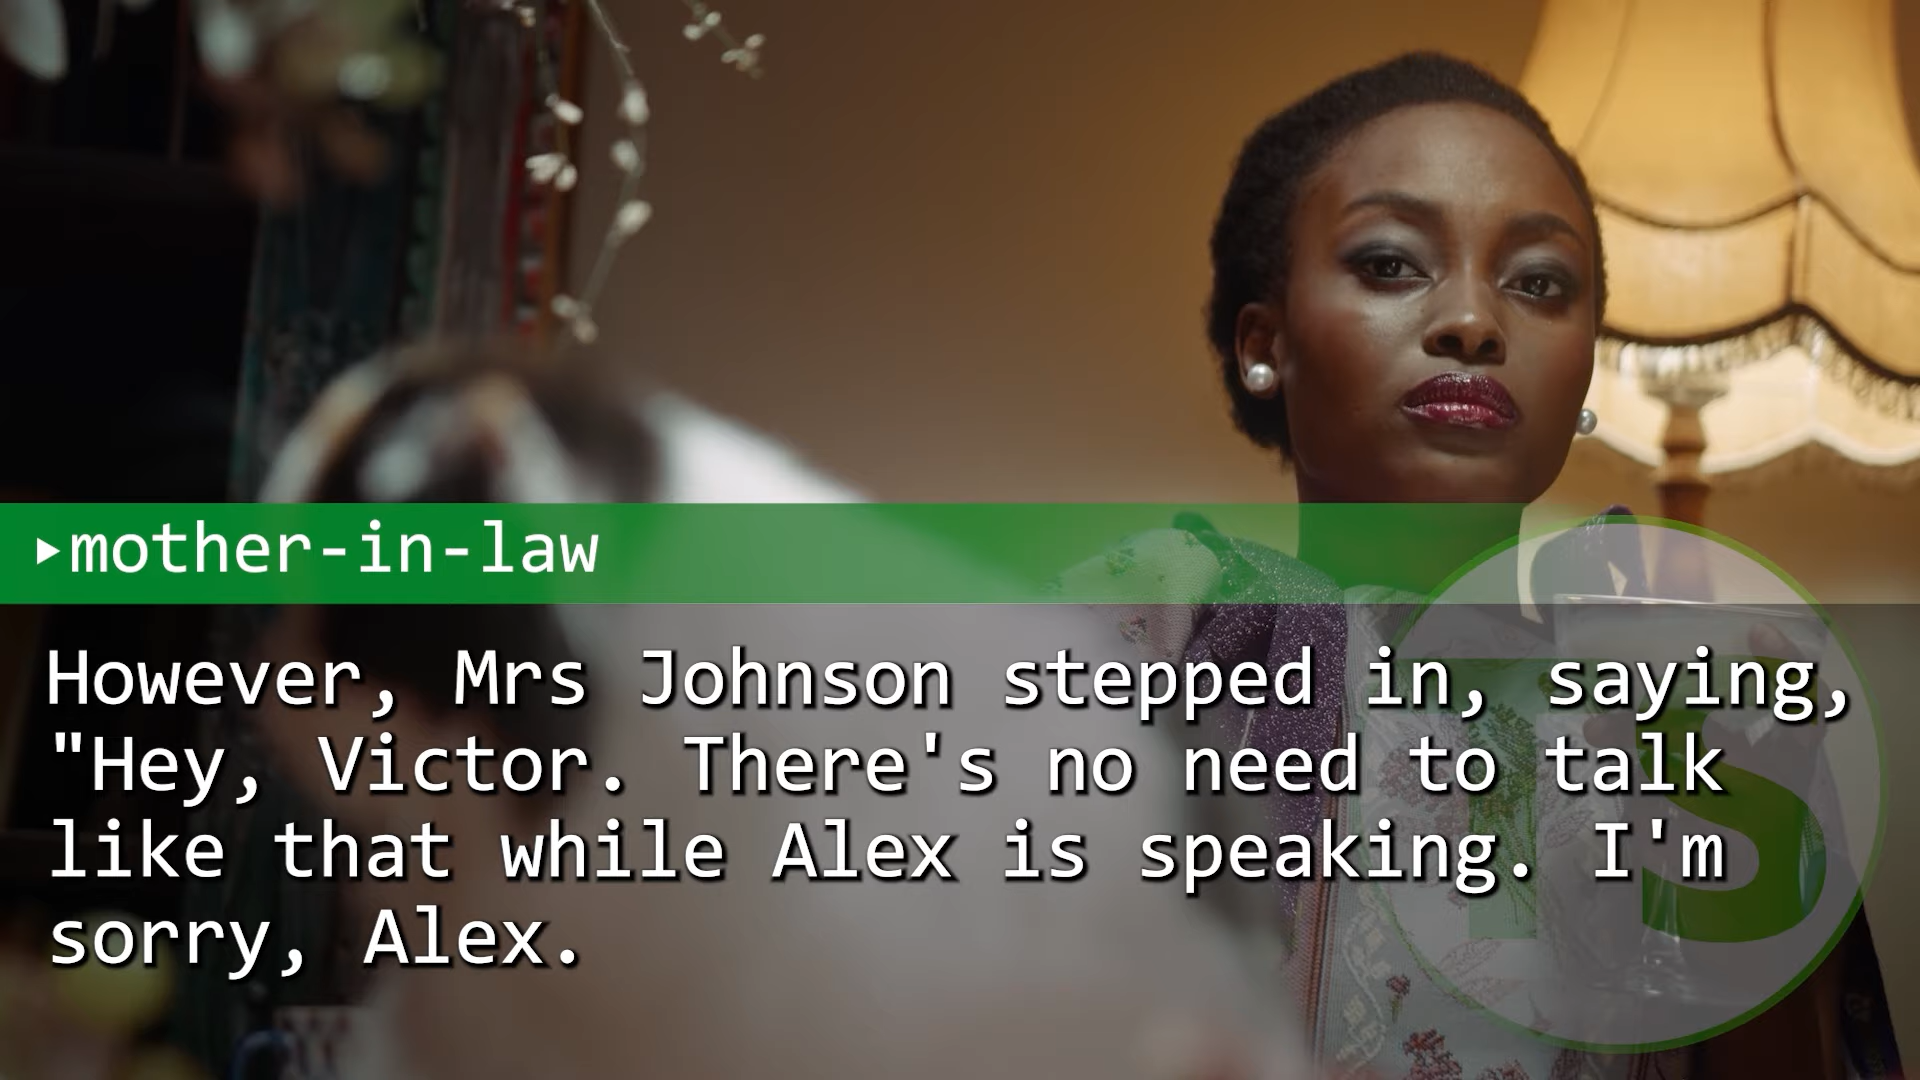 ▶mother-in-law
However, Mrs Johnson stepped in, saying,
"Hey, Victor. There's no need to talk
like that while Alex is speaking. I'm
sorry, Alex.
TS